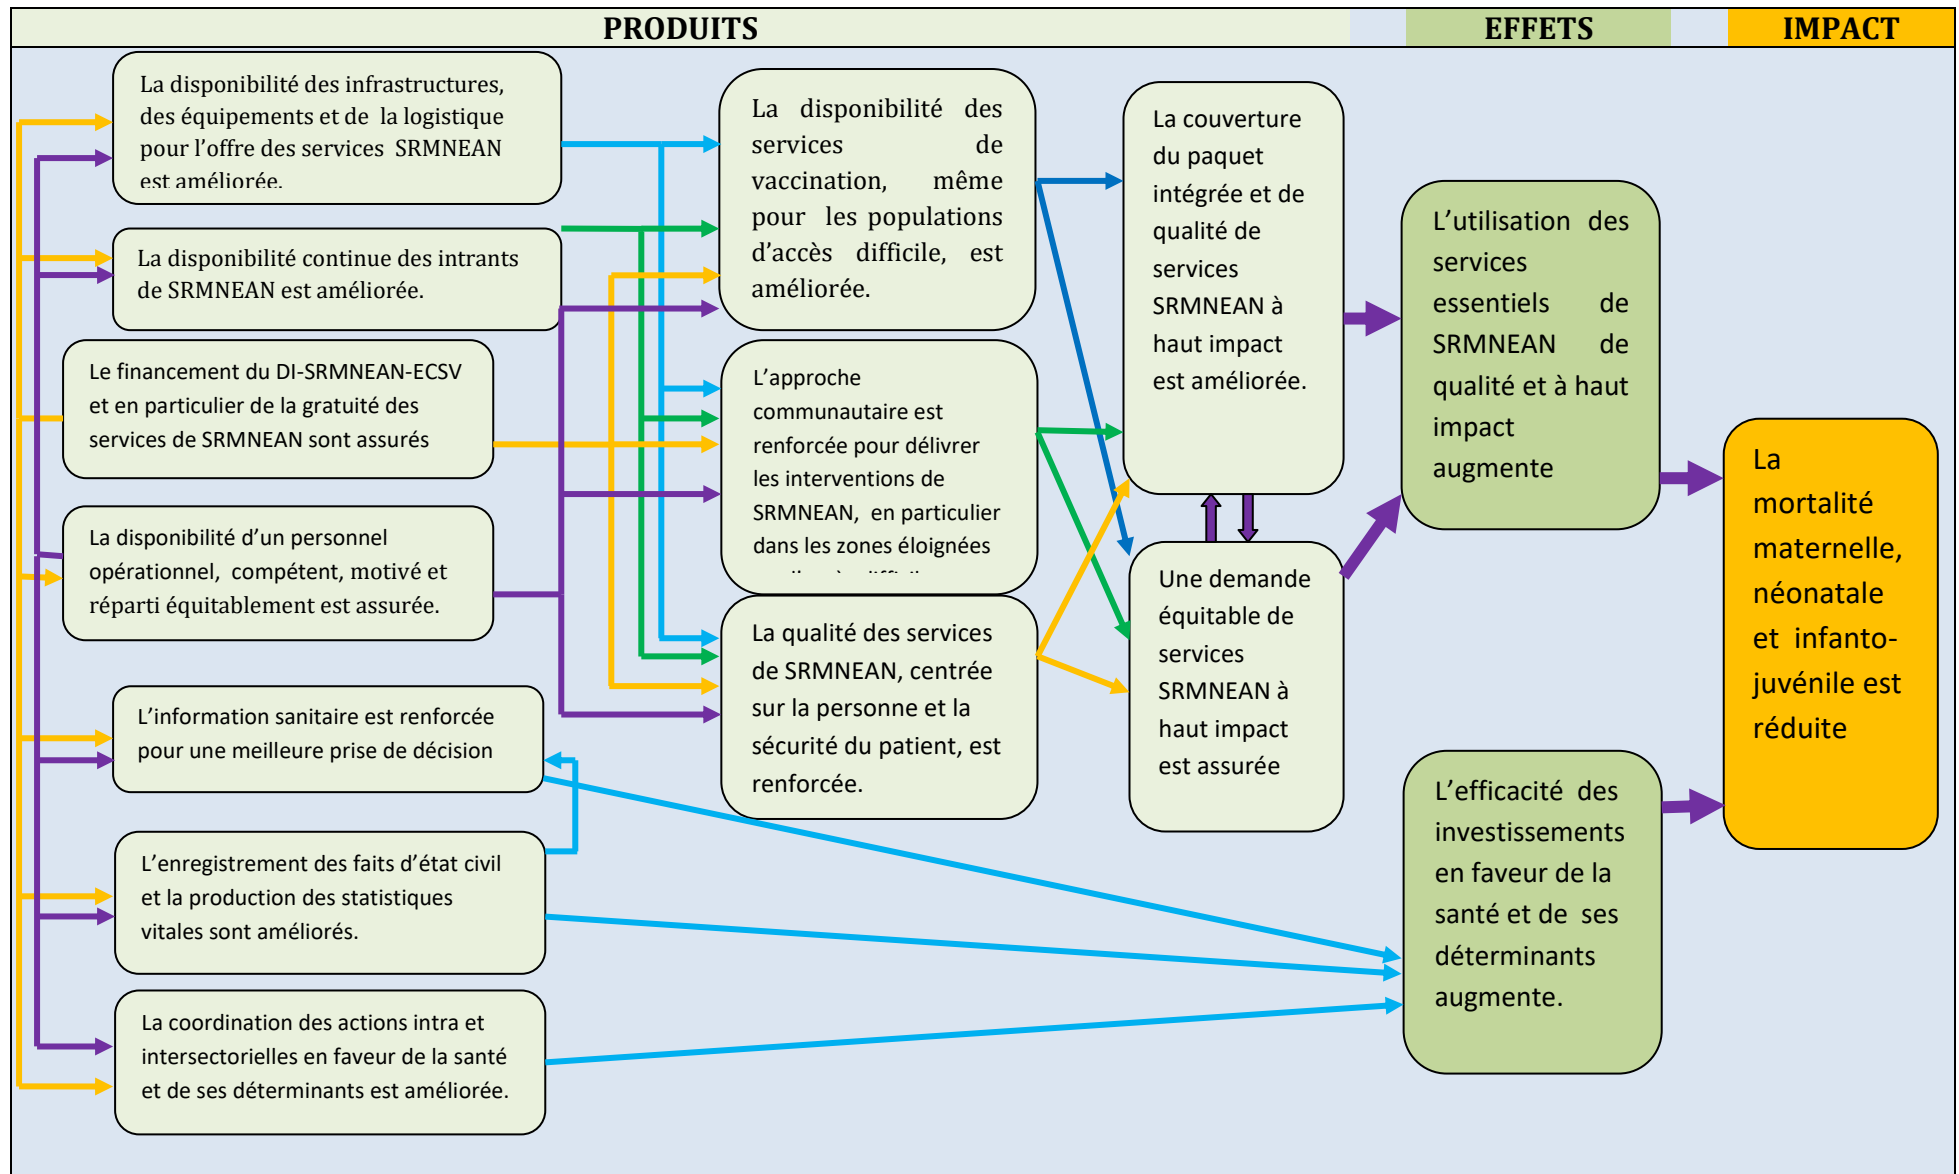 PRODUITS
EFFETS
IMPACT
La disponibilité des infrastructures,
des équipements et de la logistique
pour l’offre des services SRMNEAN
est améliorée.
La disponibilité continue des intrants
de SRMNEAN est améliorée.
Le financement du DI-SRMNEAN-ECSV
et en particulier de la gratuité des
services de SRMNEAN sont assurés
La disponibilité d’un personnel
opérationnel, compétent, motivé et
réparti équitablement est assurée.
L’information sanitaire est renforcée
pour une meilleure prise de décision
L’enregistrement des faits d’état civil
et la production des statistiques
vitales sont améliorés.
La coordination des actions intra et
intersectorielles en faveur de la santé
et de ses déterminants est améliorée.
La disponibilité des
services de
vaccination, même
pour les populations
d’accès difficile, est
améliorée.
L’approche
communautaire est
renforcée pour délivrer
les interventions de
SRMNEAN, en particulier
dans les zones éloignées
La qualité des services
de SRMNEAN, centrée
sur la personne et la
sécurité du patient, est
renforcée.
La couverture
du paquet
intégrée et de
qualité de
services
SRMNEAN à
haut impact
est améliorée.
Une demande
équitable de
services
SRMNEAN à
haut impact
est assurée
L’utilisation des
services
essentiels de
SRMNEAN de
qualité et à haut
impact
augmente
L’efficacité des
investissements
en faveur de la
santé et de ses
déterminants
augmente.
La
mortalité
maternelle,
néonatale
et infanto-
juvénile est
réduite